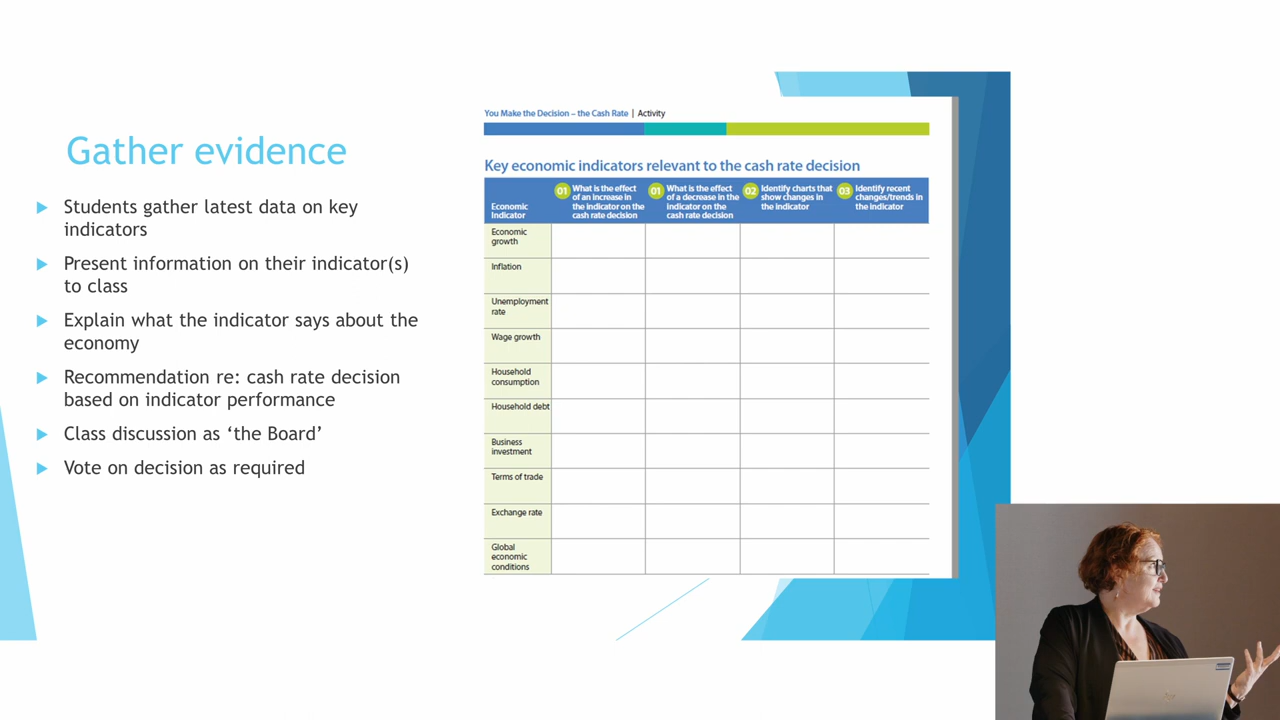 Gather evidence
Students gather latest data on key
indicators
Present information on their indicator(s)
to class
Explain what the indicator says about the
economy
Recommendation re: cash rate decision
based on indicator performance
Class discussion as ‘the Board’
Vote on decision as required
You Make the Decision – the Cash Rate | Activity
Key economic indicators relevant to the cash rate decision
Economic
Indicator
01 What is the effect
of an increase in
the indicator on the
cash rate decision
01 What is the effect
of a decrease in the
indicator on the
cash rate decision
02 Identify charts that
show changes in
the indicator
03 Identify recent
changes/trends in
the indicator
Economic
growth
Inflation
Unemployment
rate
Wage growth
Household
consumption
Household debt
Business
investment
Terms of trade
Exchange rate
Global
economic
conditions